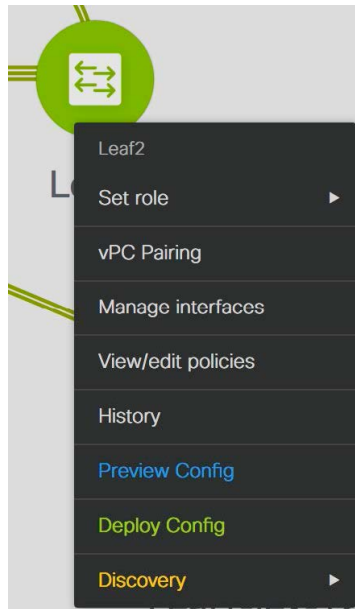 Leaf2
Set role
vPC Pairing
Manage interfaces
View/edit policies
History
Preview Config
Deploy Config
Discovery